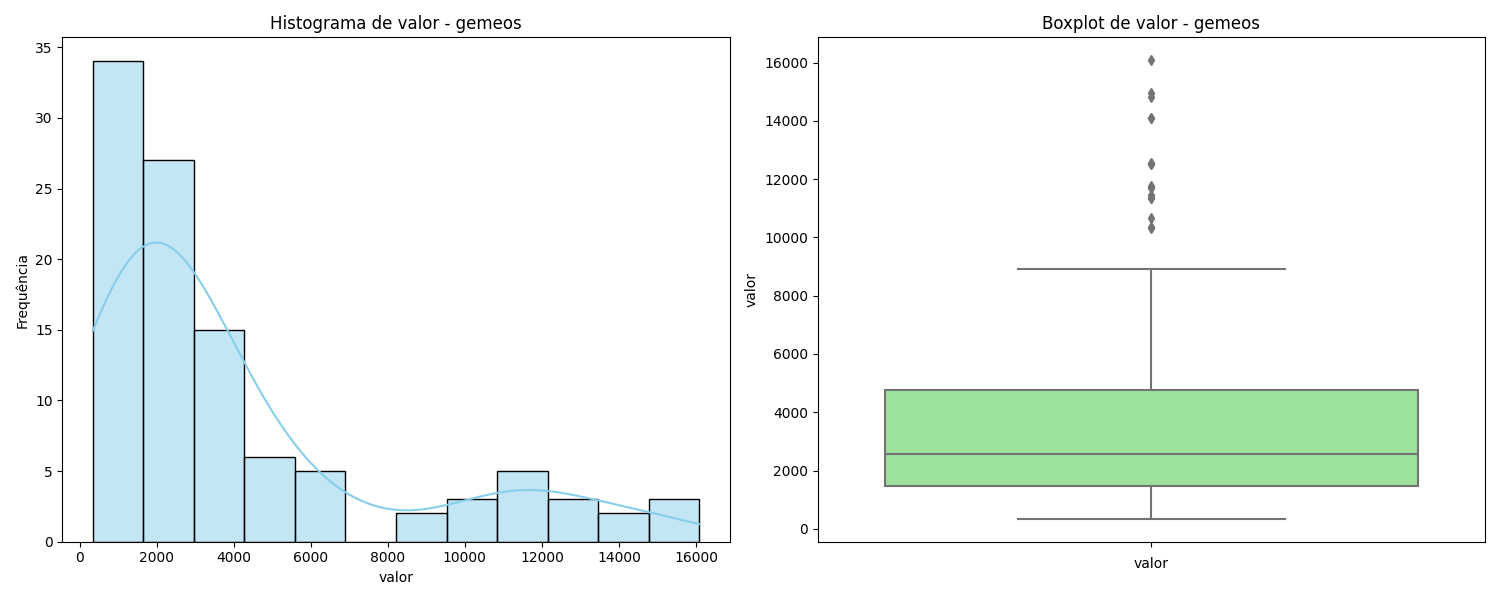 Histograma de valor - gemeos
35
30
25
20
15
10
5
0
Frequência
0 2000 4000 6000 8000 10000 12000 14000 16000
valor
Boxplot de valor - gemeos
16000
14000
12000
10000
8000
6000
4000
2000
0
valor
valor